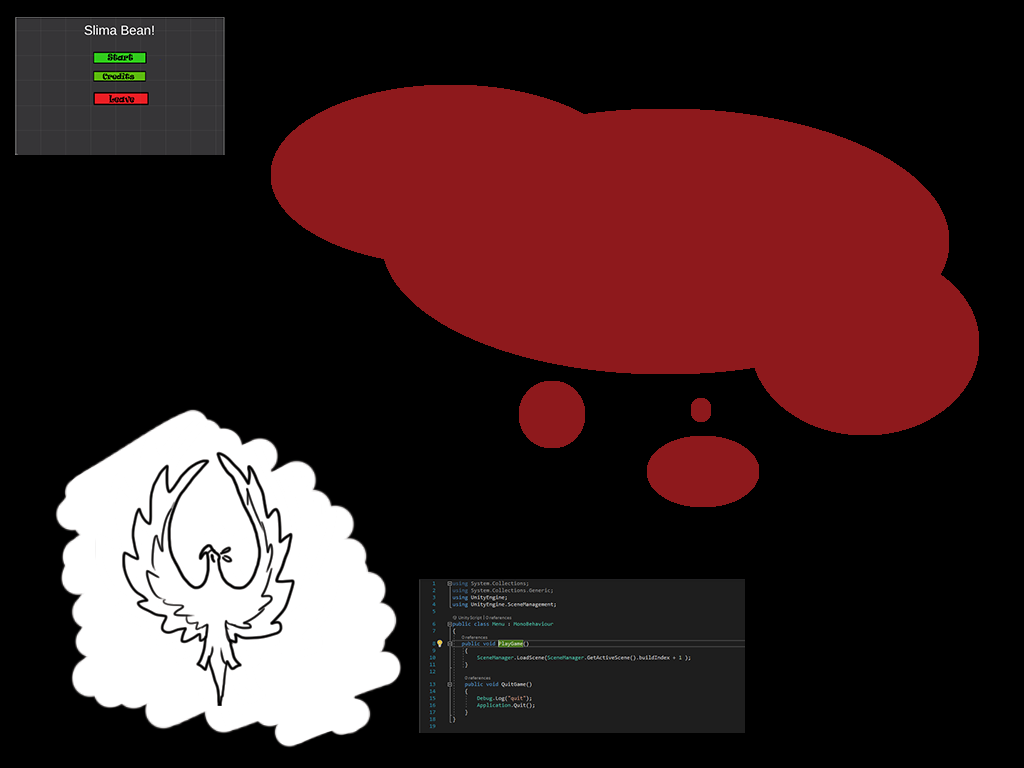 Slima Bean!
Start
Credits
Leave
1 using System.Collections;
2 using System.Collections.Generic;
3 using UnityEngine;
4 using UnityEngine.SceneManagement;
5
Unity Script | 0 references
6 public class Menu : MonoBehaviour
7 {
0 references
8 public void PlayGame()
9 {
10 SceneManager.LoadScene(SceneManager.GetActiveScene().buildIndex + 1 );
11 }
12
0 references
13 public void QuitGame()
14 {
15 Debug.Log("quit");
16 Application.Quit();
17 }
18 }
19